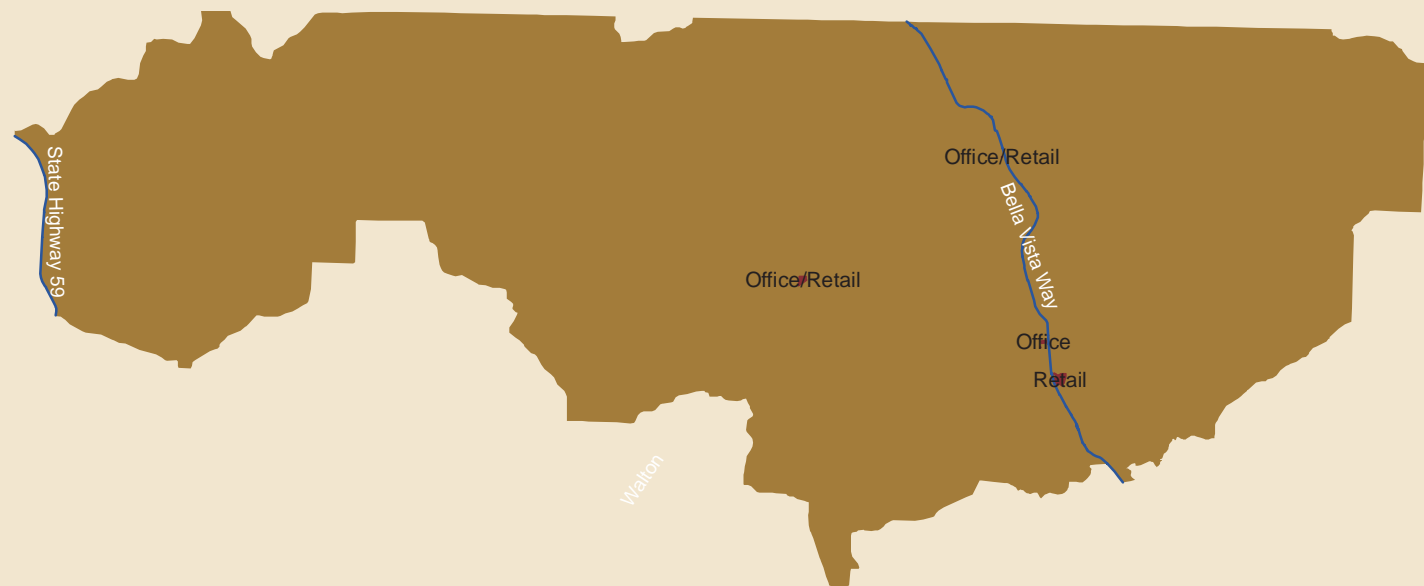 State Highway 59
Office/Retail
Bella Vista Way
Office/Retail
Office
Retail
Walton